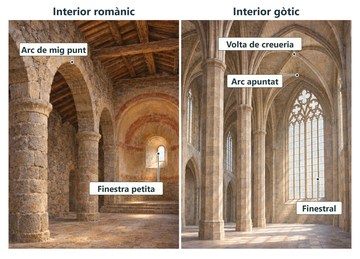 Interior romànic
Interior gòtic
Arc de mig punt
Volta de creueria
Arc apuntat
Finestra petita
Finestral